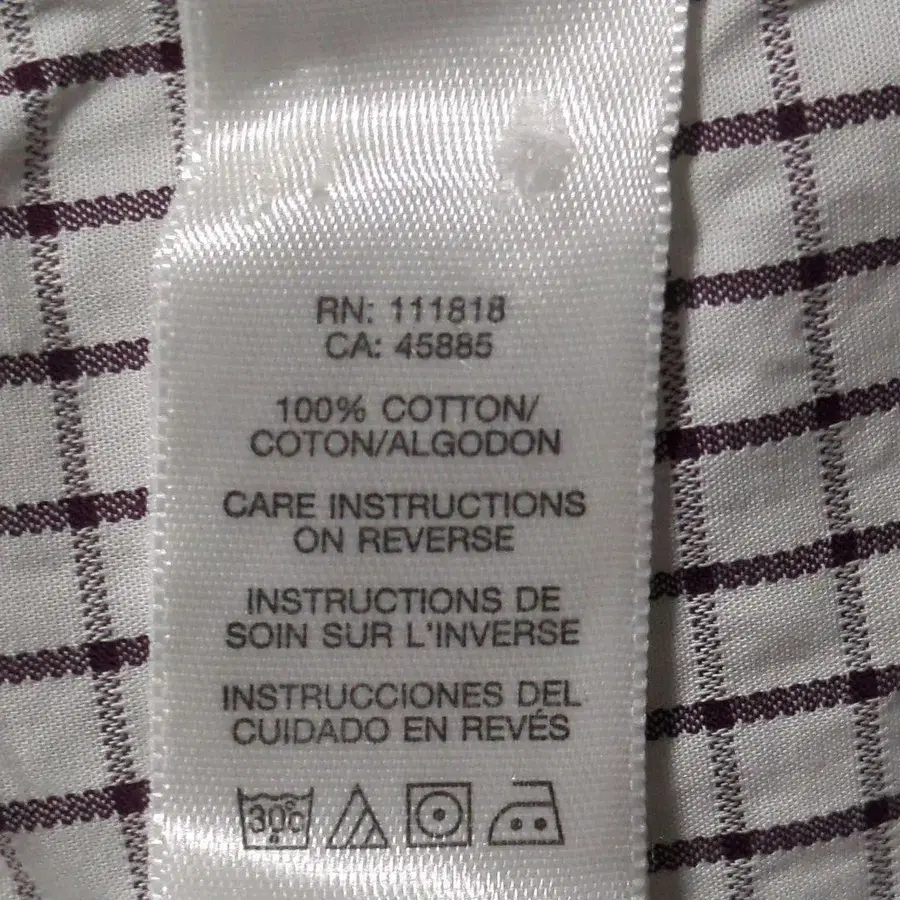 RN: 111818
CA: 45885
100% COTTON/
COTON/ALGODON
CARE INSTRUCTIONS
ON REVERSE
INSTRUCTIONS DE
SOIN SUR L'INVERSE
INSTRUCCIONES DEL
CUIDADO EN REVÉS
30°c